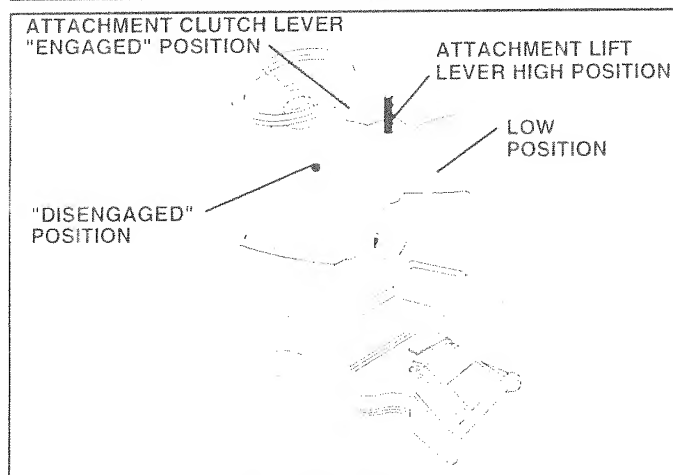 ATTACHMENT CLUTCH LEVER
"ENGAGED" POSITION
ATTACHMENT LIFT
LEVER HIGH POSITION
LOW
POSITION
"DISENGAGED"
POSITION